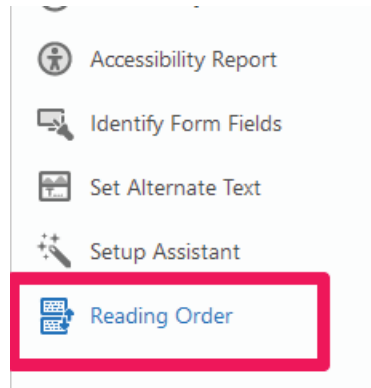 Accessibility Report
Identify Form Fields
Set Alternate Text
Setup Assistant
Reading Order